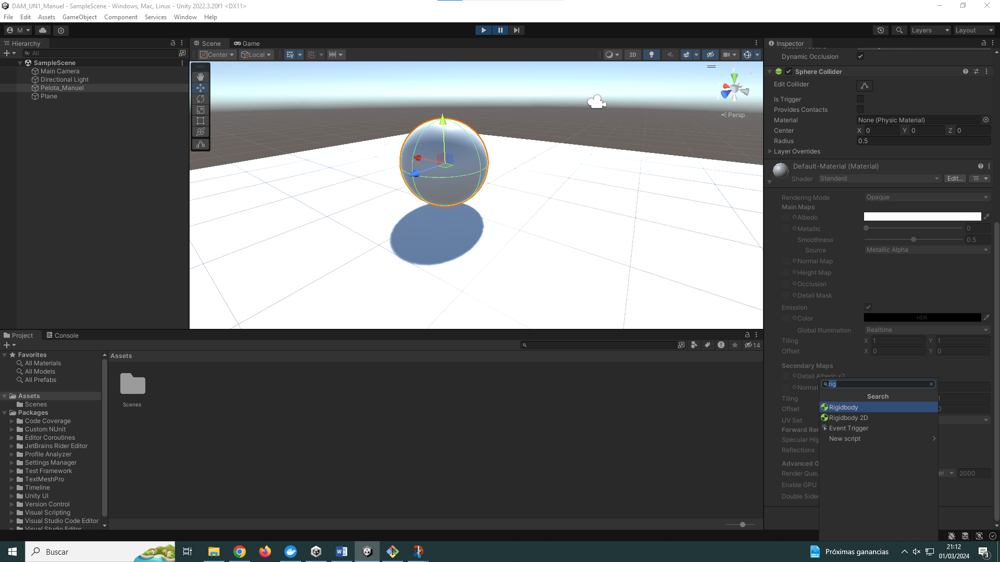 DAM_UN1_Manuel - SampleScene - Windows, Mac, Linux - Unity 2022.3.20f1 <DX11>
File Edit Assets GameObject Component Services Window Help
M
Layers
Layout
Hierarchy
All
SampleScene
Main Camera
Directional Light
Pelota_Manuel
Plane
Scene
Game
Center
Local
2D
y
x
z
Persp
Inspector
Dynamic Occlusion
Sphere Collider
Edit Collider
Is Trigger
Provides Contacts
Material None (Physic Material)
Center X 0 Y 0 Z 0
Radius 0.5
Layer Overrides
Default-Material (Material)
Shader Standard Edit...
Rendering Mode Opaque
Main Maps
Albedo
Metallic 0
Smoothness 0.5
Source Metallic Alpha
Normal Map
Height Map
Occlusion
Detail Mask
Emission
Color HDR
Global Illumination Realtime
Tiling X 1 Y 1
Offset X 0 Y 0
Secondary Maps
Detail Albedo x2
Normal
Tiling 1
Offset 0
UV Set
Forward Ren
Specular Hig
Reflections
Advanced O
Render Queu er 2000
Enable GPU
Double Sided
rig
Search
Rigidbody
Rigidbody 2D
Event Trigger
New script
Project
Console
14
Favorites
All Materials
All Models
All Prefabs
Assets
Scenes
Packages
Code Coverage
Custom NUnit
Editor Coroutines
JetBrains Rider Editor
Profile Analyzer
Settings Manager
Test Framework
TextMeshPro
Timeline
Unity UI
Version Control
Visual Scripting
Visual Studio Code Editor
Visual Studio Editor
Assets
Scenes
Buscar
Próximas ganancias
21:12
01/03/2024
3